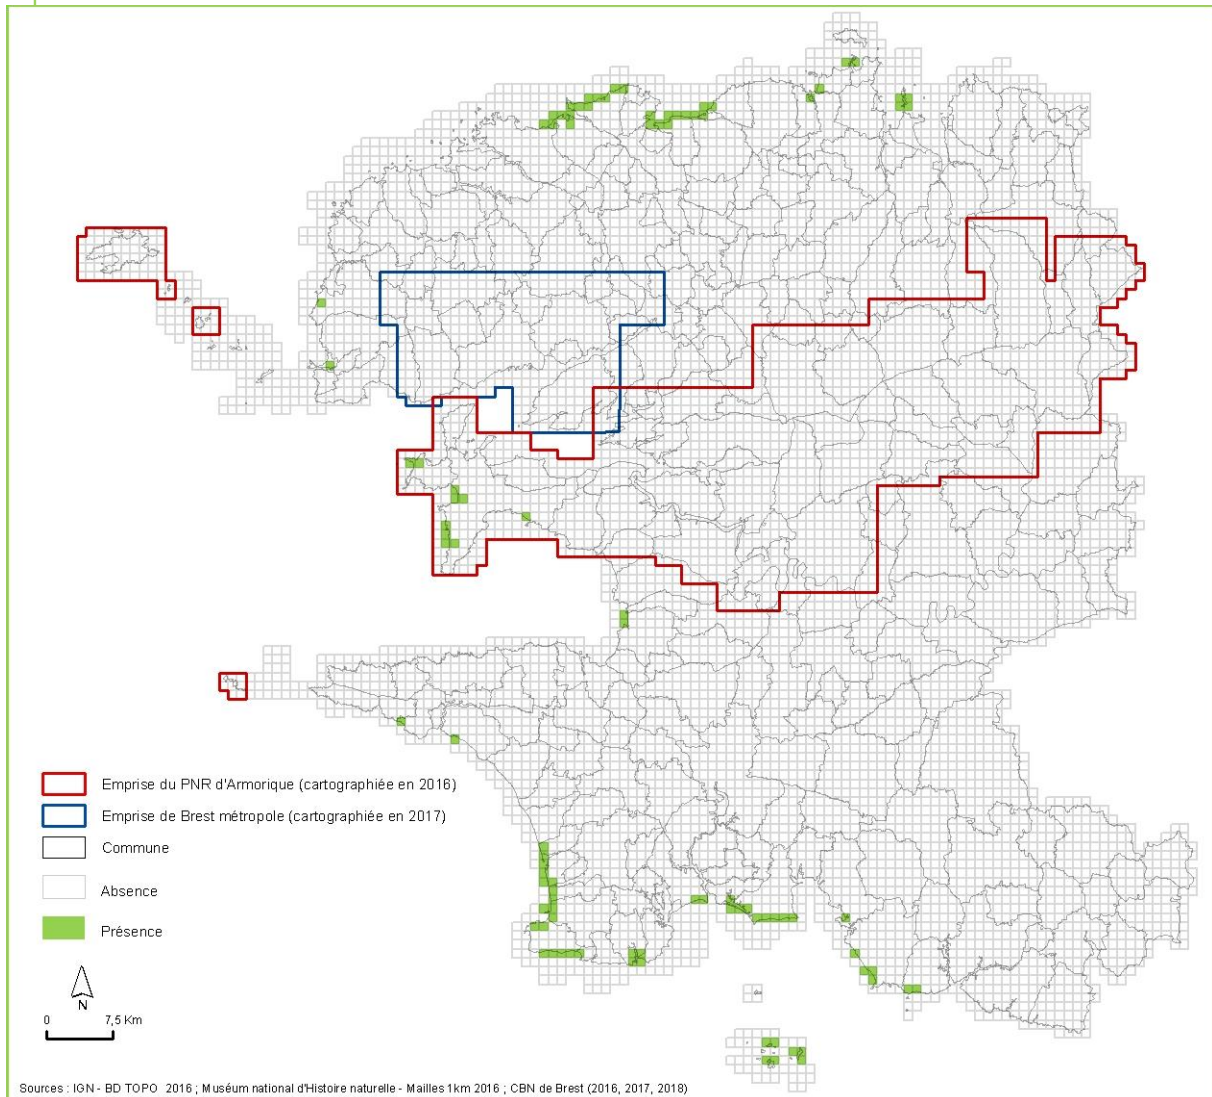 Emprise du PNR d'Armorique (cartographiée en 2016)
Emprise de Brest métropole (cartographiée en 2017)
Commune
Absence
Présence
N
0 7,5 Km
Sources : IGN - BD TOPO 2016 ; Muséum national d'Histoire naturelle - Mailles 1km 2016 ; CBN de Brest (2016, 2017, 2018)